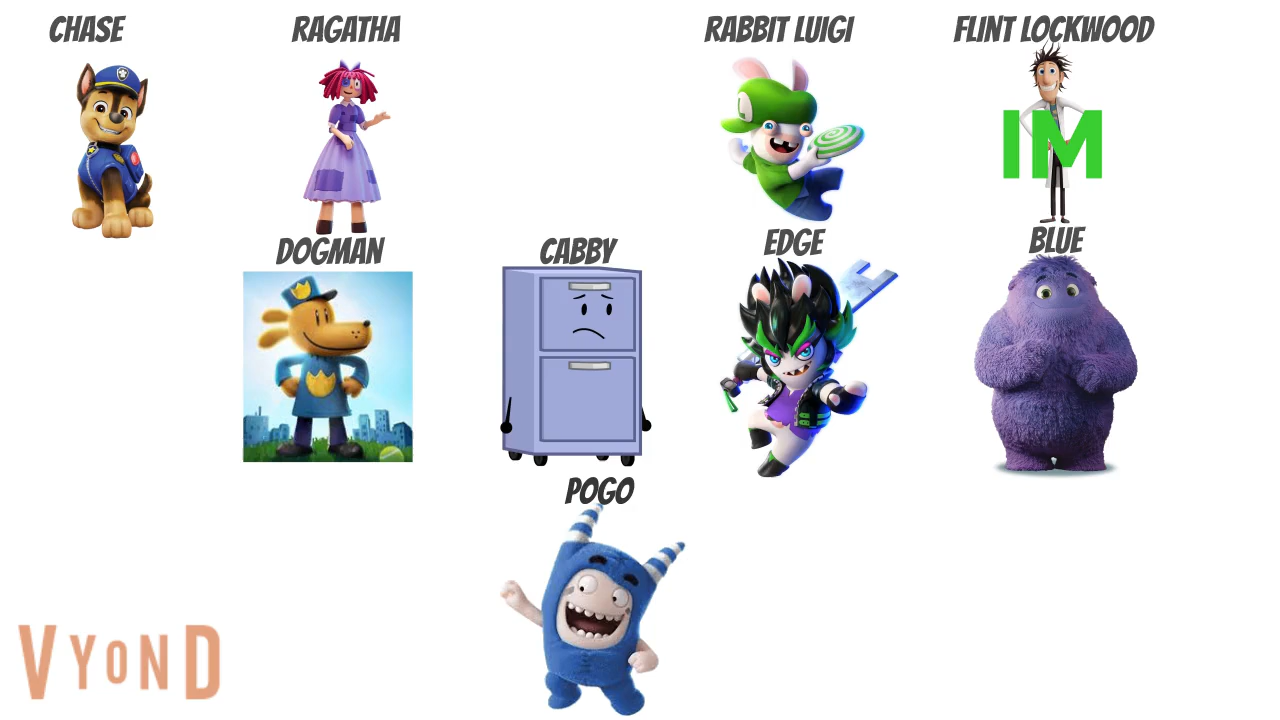 CHASE
RAGATHA
RABBIT LUIGI
FLINT LOCKWOOD
IM
DOGMAN
CABBY
EDGE
BLUE
POGO
VYOND